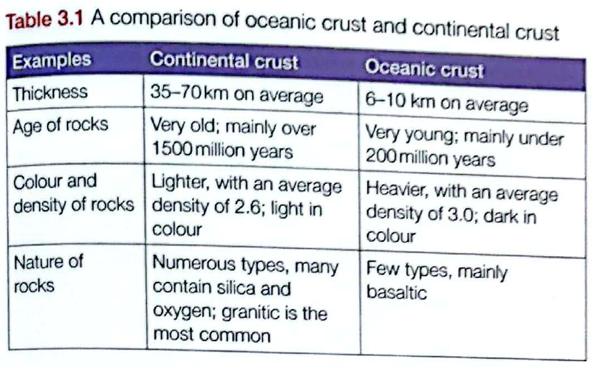 Table 3.1 A comparison of oceanic crust and continental crust
Examples Continental crust Oceanic crust
Thickness 35–70 km on average 6–10 km on average
Age of rocks Very old; mainly over Very young; mainly under
1500 million years 200 million years
Colour and Lighter, with an average Heavier, with an average
density of rocks density of 2.6; light in density of 3.0; dark in
colour colour
Nature of Numerous types, many Few types, mainly
rocks contain silica and basaltic
oxygen; granitic is the
most common